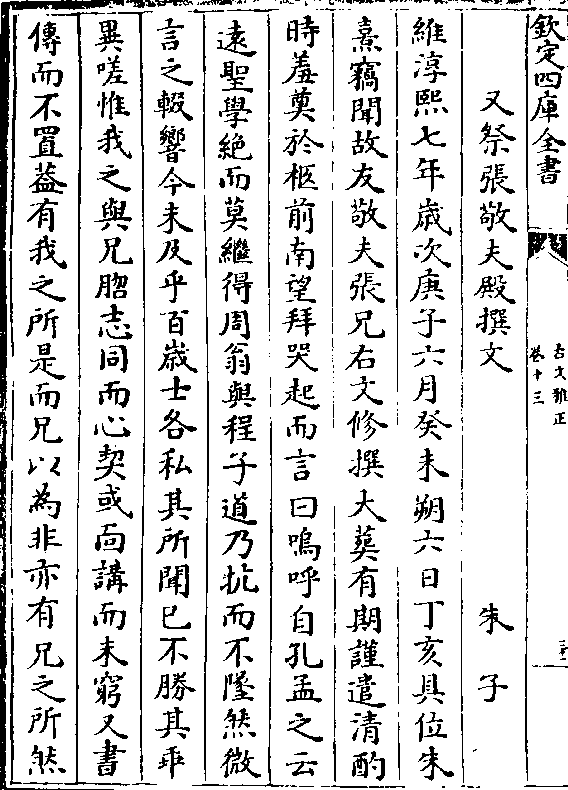 欽定四庫全書
古文雅正
卷十三
又祭張敬夫殿撰文
朱子
維淳熙七年歲次庚子六月癸未朔六日丁亥具位朱
熹竊聞故友敬夫張兄右文修撰大葬有期謹遣清酌
時羞奠於柩前南望拜哭起而言曰嗚呼自孔孟之云
遠聖學絶而莫繼得周翁與程子道乃抗而不墜然微
言之輟響今未及乎百歲士各私其所聞已不勝其乖
異嗟惟我之與兄脗志同而心契或面講而未窮又書
傳而不置葢有我之所是而兄以為非亦有兄之所然